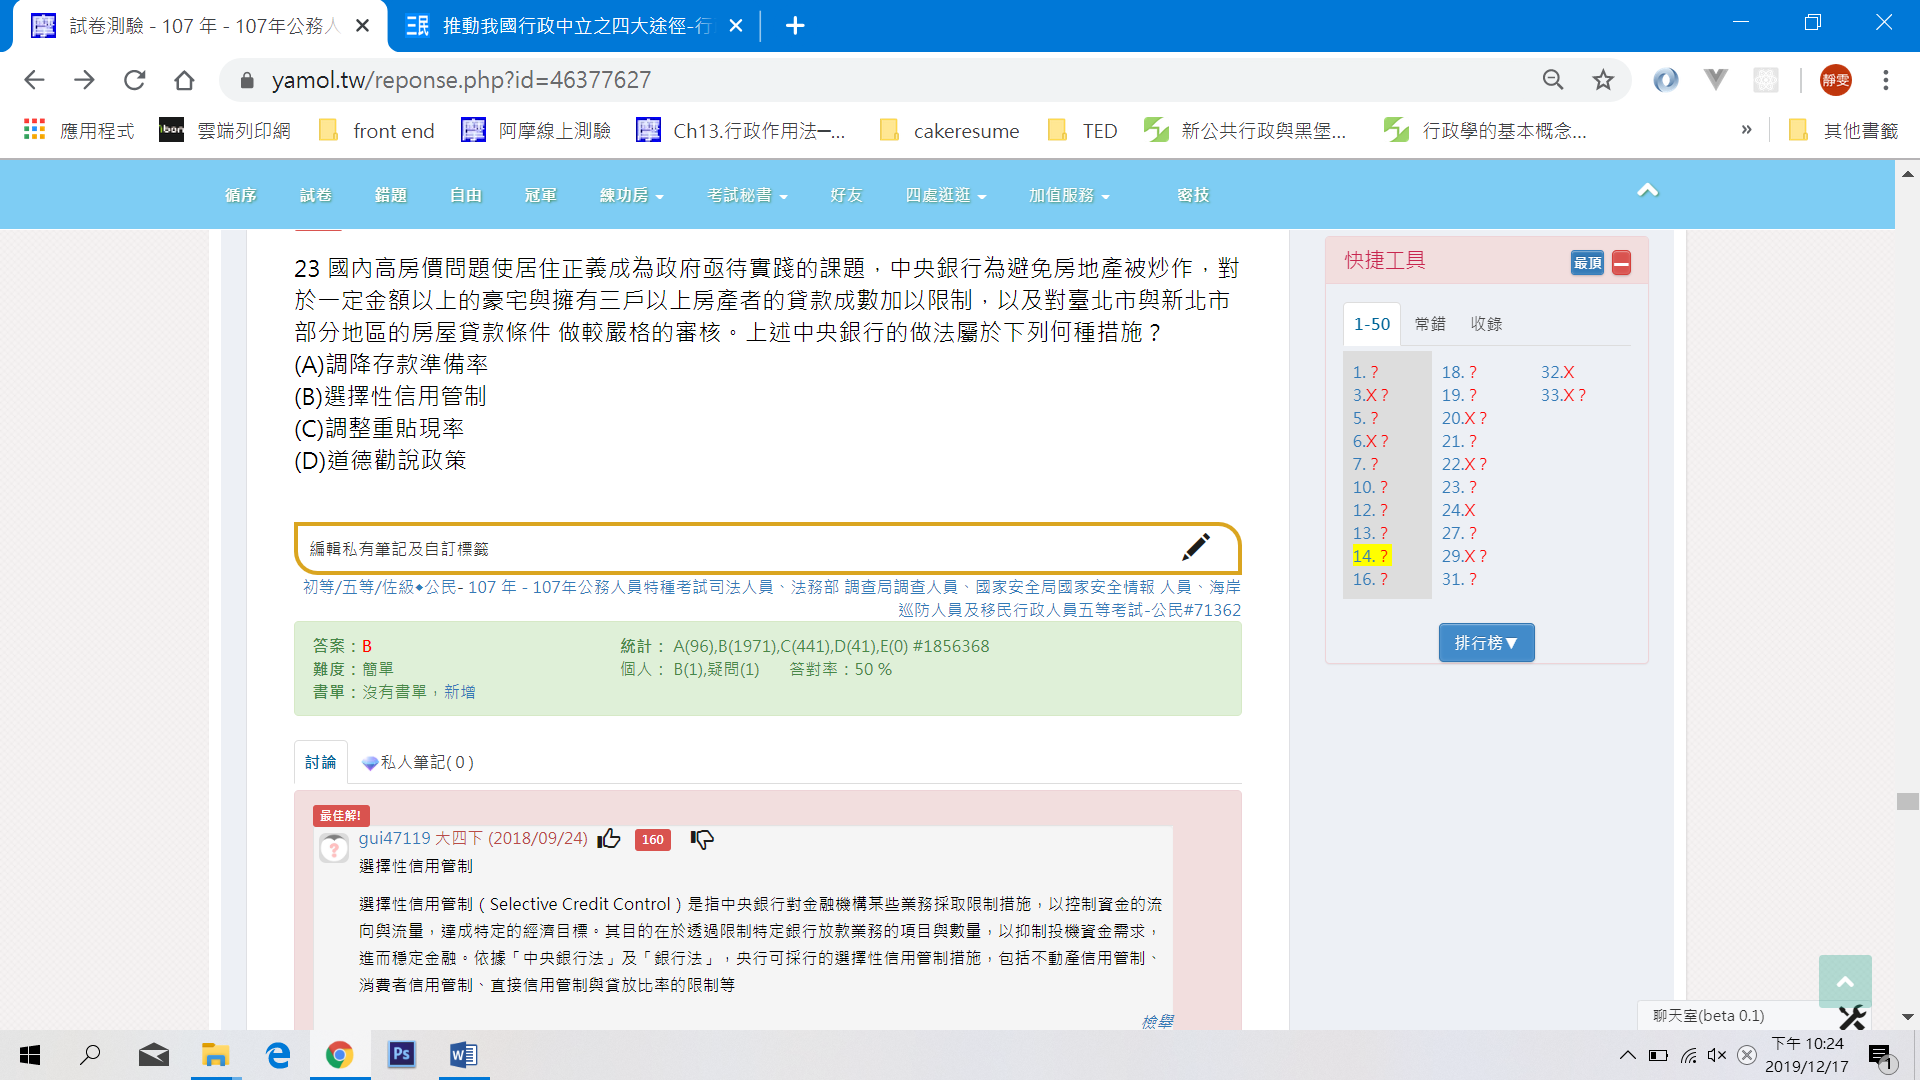 試卷測驗 - 107 年 - 107年公務人
推動我國行政中立之四大途徑-行
yamol.tw/reponse.php?id=46377627
靜雯
應用程式
ibon 雲端列印網
front end
阿摩線上測驗
Ch13.行政作用法─...
cakeresume
TED
新公共行政與黑堡...
行政學的基本概念...
»
其他書籤
循序 試卷 錯題 自由 冠軍 練功房 考試秘書 好友 四處逛逛 加值服務 密技
23 國內高房價問題使居住正義成為政府亟待實踐的課題，中央銀行為避免房地產被炒作，對
於一定金額以上的豪宅與擁有三戶以上房產者的貸款成數加以限制，以及對臺北市與新北市
部分地區的房屋貸款條件 做較嚴格的審核。上述中央銀行的做法屬於下列何種措施？
(A)調降存款準備率
(B)選擇性信用管制
(C)調整重貼現率
(D)道德勸說政策
編輯私有筆記及自訂標籤
初等/五等/佐級◆公民- 107 年 - 107年公務人員特種考試司法人員、法務部 調查局調查人員、國家安全局國家安全情報 人員、海岸
巡防人員及移民行政人員五等考試-公民#71362
答案：B
難度：簡單
書單：沒有書單，新增
統計： A(96),B(1971),C(441),D(41),E(0) #1856368
個人： B(1),疑問(1) 答對率：50 %
討論
私人筆記( 0 )
最佳解!
gui47119 大四下 (2018/09/24) 160
選擇性信用管制
選擇性信用管制（Selective Credit Control）是指中央銀行對金融機構某些業務採取限制措施，以控制資金的流
向與流量，達成特定的經濟目標。其目的在於透過限制特定銀行放款業務的項目與數量，以抑制投機資金需求，
進而穩定金融。依據「中央銀行法」及「銀行法」，央行可採行的選擇性信用管制措施，包括不動產信用管制、
消費者信用管制、直接信用管制與貸放比率的限制等
檢舉
快捷工具
最頂
1-50 常錯 收錄
1. ?
3.X ?
5. ?
6.X ?
7. ?
10. ?
12. ?
13. ?
14. ?
16. ?
18. ?
19. ?
20.X ?
21. ?
22.X ?
23. ?
24.X
27. ?
29.X ?
31. ?
32.X
33.X ?
排行榜▼
聊天室(beta 0.1)
Ps
下午 10:24
2019/12/17
1